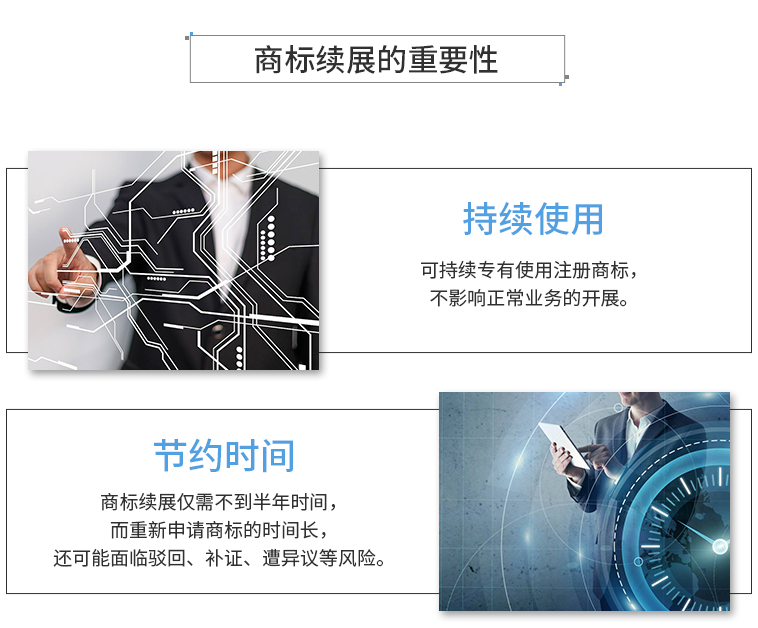 商标续展的重要性
持续使用
可持续专有使用注册商标，
不影响正常业务的开展。
节约时间
商标续展仅需不到半年时间，
而重新申请商标的时间长，
还可能面临驳回、补证、遭异议等风险。